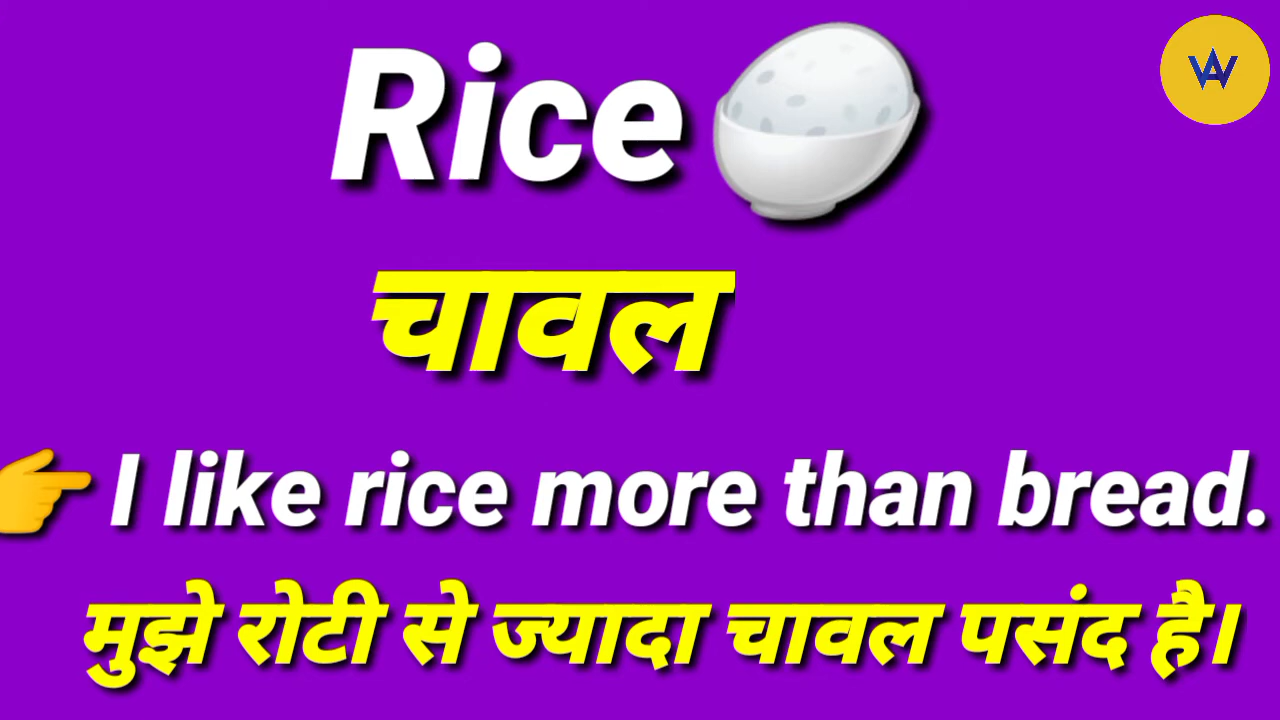 Rice
चावल
I like rice more than bread.
मुझे रोटी से ज्यादा चावल पसंद है।